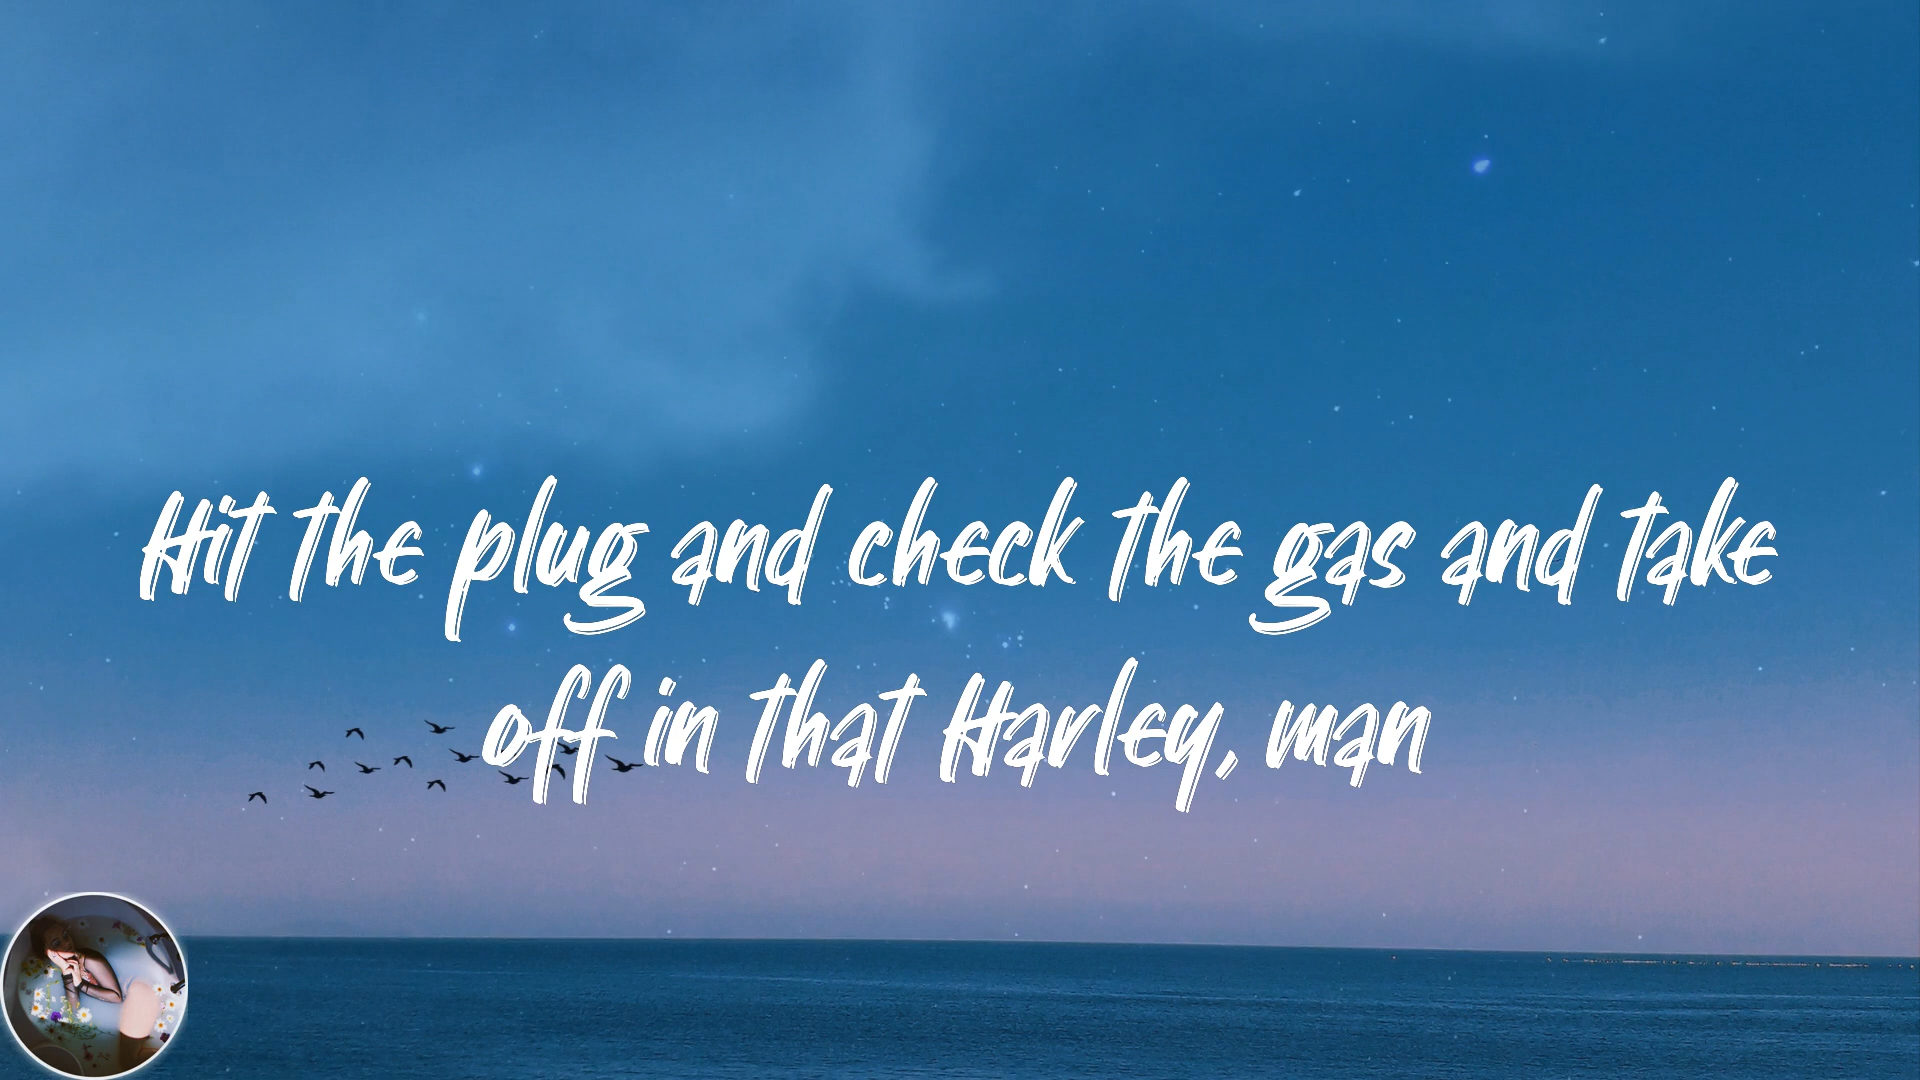 Hit the plug and check the gas and take
off in that Harley, man